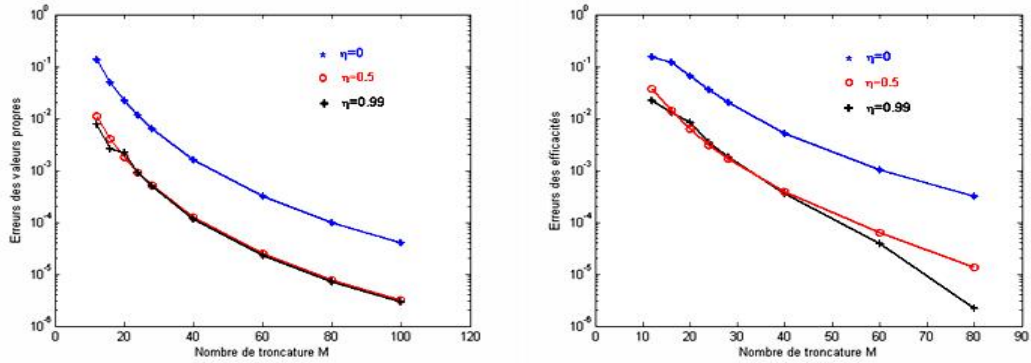 10^0
10^-1
10^-2
10^-3
10^-4
10^-5
10^-6
Erreurs des valeurs propres
η=0
η=0.5
η=0.99
0 20 40 60 80 100 120
Nombre de troncature M
10^0
10^-1
10^-2
10^-3
10^-4
10^-5
10^-6
Erreurs des efficacités
η=0
η=0.5
η=0.99
0 10 20 30 40 50 60 70 80 90
Nombre de troncature M